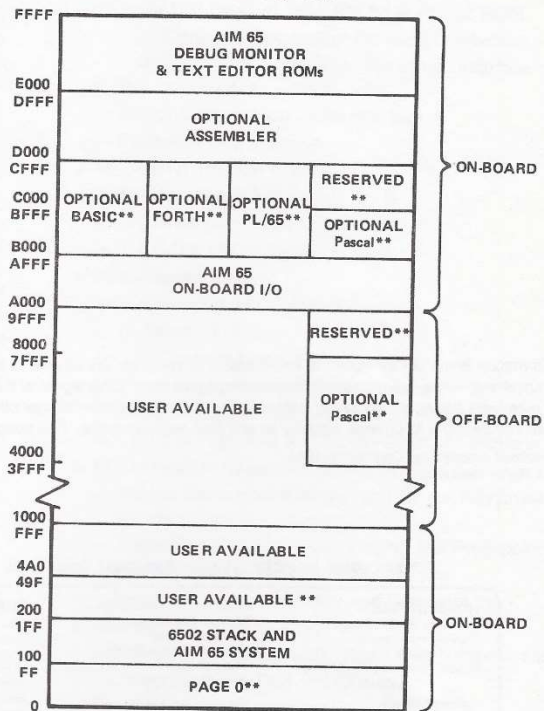 FFFF
AIM 65
DEBUG MONITOR
& TEXT EDITOR ROMs
E000
DFFF
OPTIONAL
ASSEMBLER
D000
CFFF
ON-BOARD
RESERVED
**
C000
BFFF
OPTIONAL
BASIC**
OPTIONAL
FORTH**
OPTIONAL
PL/65**
OPTIONAL
Pascal**
B000
AFFF
AIM 65
ON-BOARD I/O
A000
9FFF
RESERVED**
8000
7FFF
USER AVAILABLE
OPTIONAL
Pascal**
OFF-BOARD
4000
3FFF
1000
FFF
USER AVAILABLE
4A0
49F
USER AVAILABLE **
200
1FF
ON-BOARD
6502 STACK AND
AIM 65 SYSTEM
100
FF
PAGE 0**
0